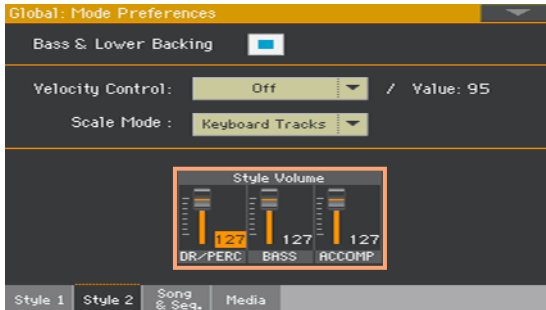 Global: Mode Preferences
Bass & Lower Backing
Velocity Control: Off / Value: 95
Scale Mode : Keyboard Tracks
Style Volume
127 127 127
DR/PERC BASS ACCOMP
Style 1 Style 2 Song & Seq. Media